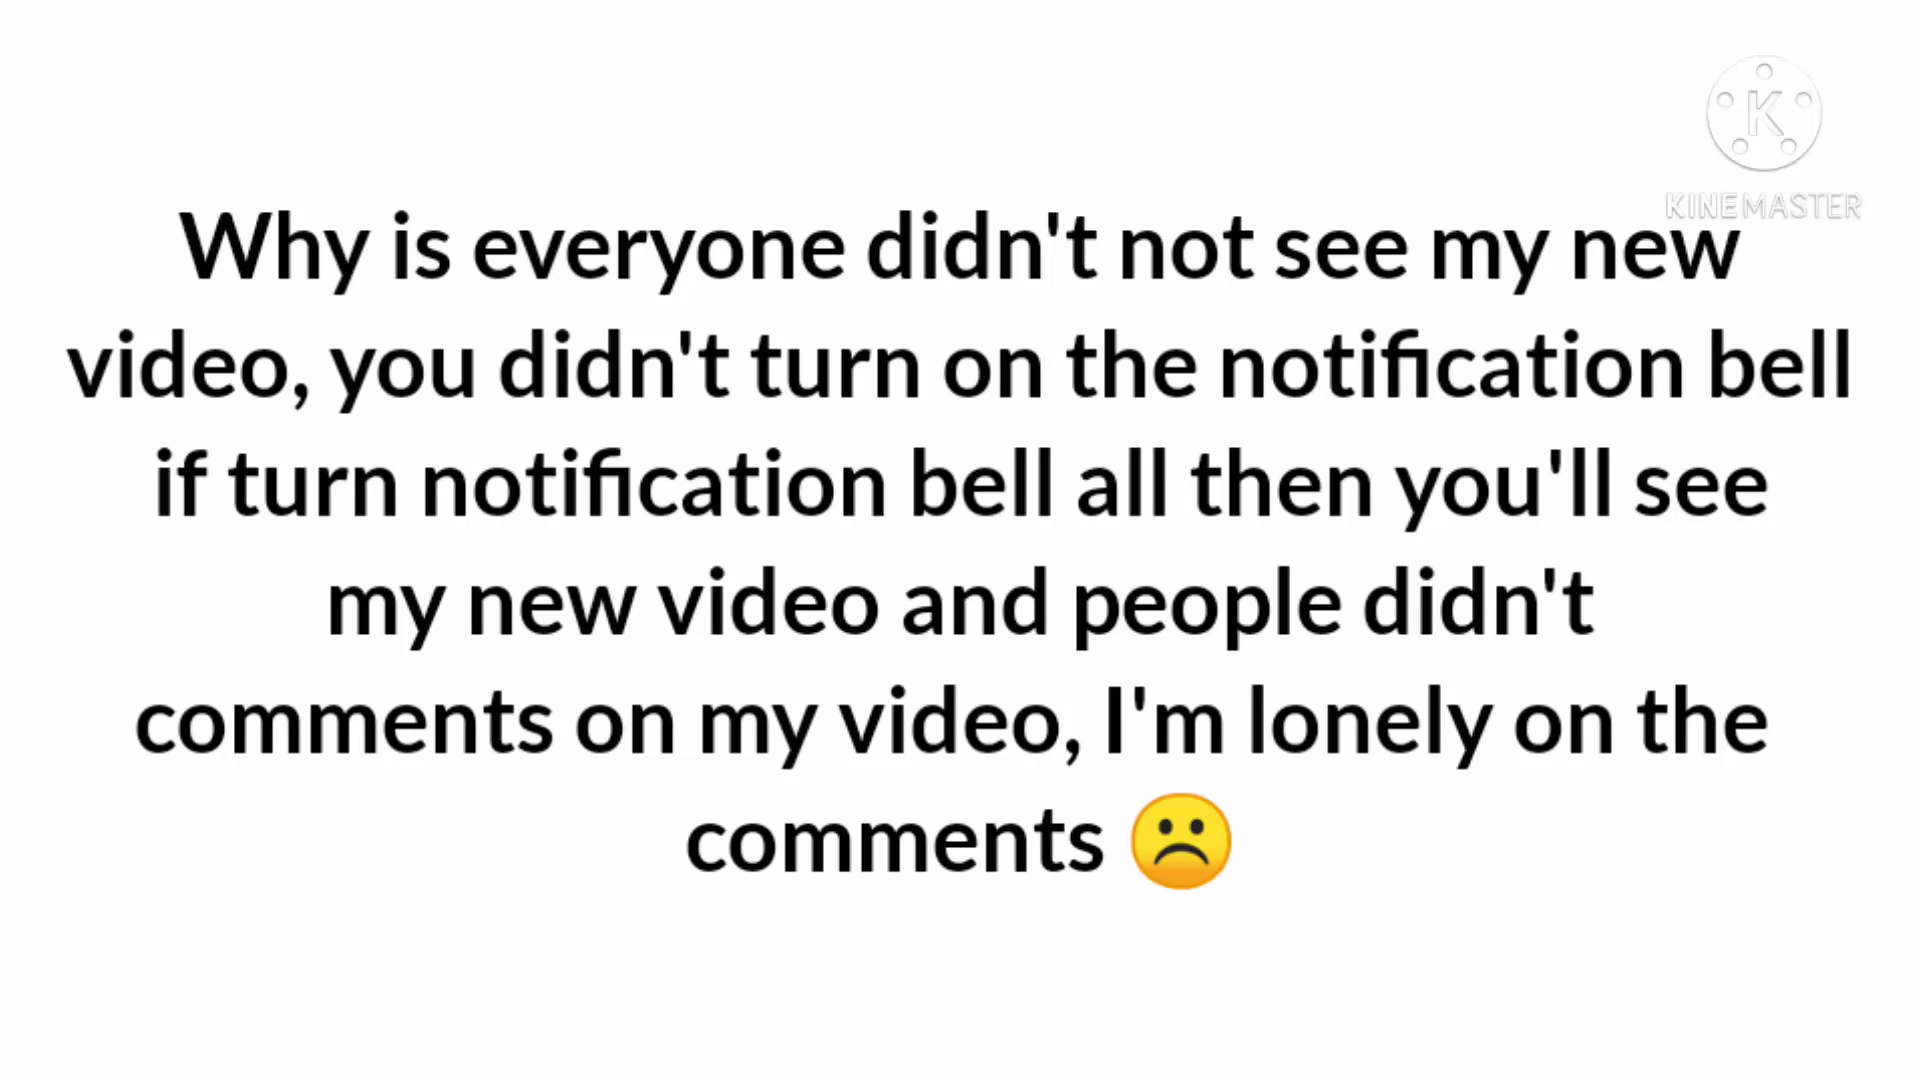 K
KINEMASTER
Why is everyone didn't not see my new
video, you didn't turn on the notification bell
if turn notification bell all then you'll see
my new video and people didn't
comments on my video, I'm lonely on the
comments ☹️